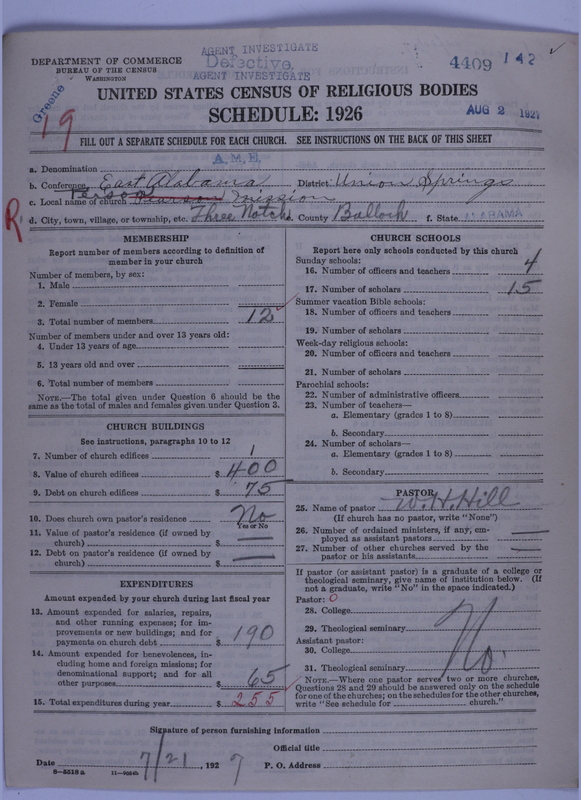 AGENT INVESTIGATE
Defective
AGENT INVESTIGATE
4409 142
DEPARTMENT OF COMMERCE
BUREAU OF THE CENSUS
WASHINGTON
Greene
19
UNITED STATES CENSUS OF RELIGIOUS BODIES
SCHEDULE: 1926
AUG 2 1927
FILL OUT A SEPARATE SCHEDULE FOR EACH CHURCH. SEE INSTRUCTIONS ON THE BACK OF THIS SHEET
a. Denomination A.M.E.
b. Conference East Alabama District Union Springs
c. Local name of church Pearson Mission
R.
d. City, town, village, or township, etc. Three Notch e. County Bullock f. State ALABAMA
MEMBERSHIP
Report number of members according to definition of
member in your church
Number of members, by sex:
1. Male
2. Female
3. Total number of members 12
Number of members under and over 13 years old:
4. Under 13 years of age
5. 13 years old and over
6. Total number of members
NOTE.—The total given under Question 6 should be the
same as the total of males and females given under Question 3.
CHURCH BUILDINGS
See instructions, paragraphs 10 to 12
7. Number of church edifices 1
8. Value of church edifices $ 400
9. Debt on church edifices $ 75
10. Does church own pastor's residence No
Yes or No
11. Value of pastor's residence (if owned by
church) $ —
12. Debt on pastor's residence (if owned by
church) $ —
EXPENDITURES
Amount expended by your church during last fiscal year
13. Amount expended for salaries, repairs,
and other running expenses; for im-
provements or new buildings; and for
payments on church debt $ 190
14. Amount expended for benevolences, in-
cluding home and foreign missions; for
denominational support; and for all
other purposes $ 65
15. Total expenditures during year $ 255
CHURCH SCHOOLS
Report here only schools conducted by this church
Sunday schools:
16. Number of officers and teachers 4
17. Number of scholars 15
Summer vacation Bible schools:
18. Number of officers and teachers
19. Number of scholars
Week-day religious schools:
20. Number of officers and teachers
21. Number of scholars
Parochial schools:
22. Number of administrative officers
23. Number of teachers—
a. Elementary (grades 1 to 8)
b. Secondary
24. Number of scholars—
a. Elementary (grades 1 to 8)
b. Secondary
PASTOR
25. Name of pastor W. H. Hill
(If church has no pastor, write "None")
26. Number of ordained ministers, if any, em-
ployed as assistant pastors —
27. Number of other churches served by the
pastor or his assistants —
If pastor (or assistant pastor) is a graduate of a college or
theological seminary, give name of institution below. (If
not a graduate, write "No" in the space indicated.)
Pastor: 0
28. College
29. Theological seminary No
Assistant pastor:
30. College
31. Theological seminary
NOTE.—Where one pastor serves two or more churches,
Questions 28 and 29 should be answered only on the schedule
for one of the churches; on the schedules for the other churches,
write "See schedule for church."
Signature of person furnishing information
Official title
Date 7/21, 1927 P. O. Address
8-5518a 11-9024b